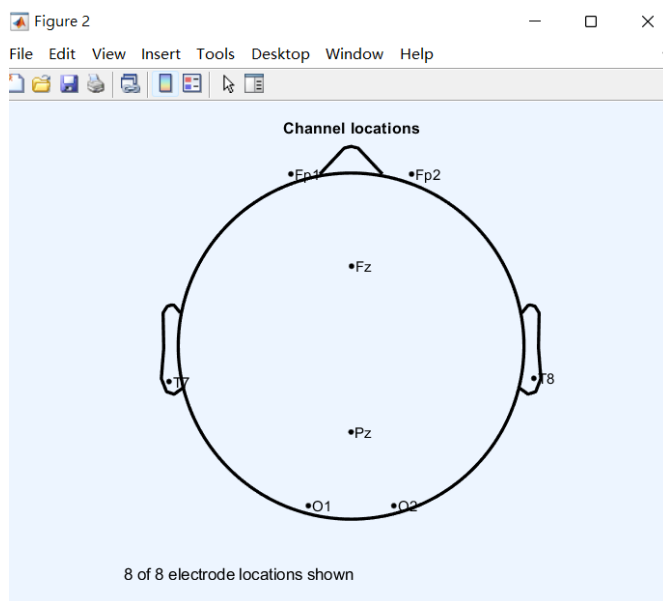 Figure 2
File Edit View Insert Tools Desktop Window Help
Channel locations
Fp1 Fp2
Fz
T7 T8
Pz
O1 O2
8 of 8 electrode locations shown